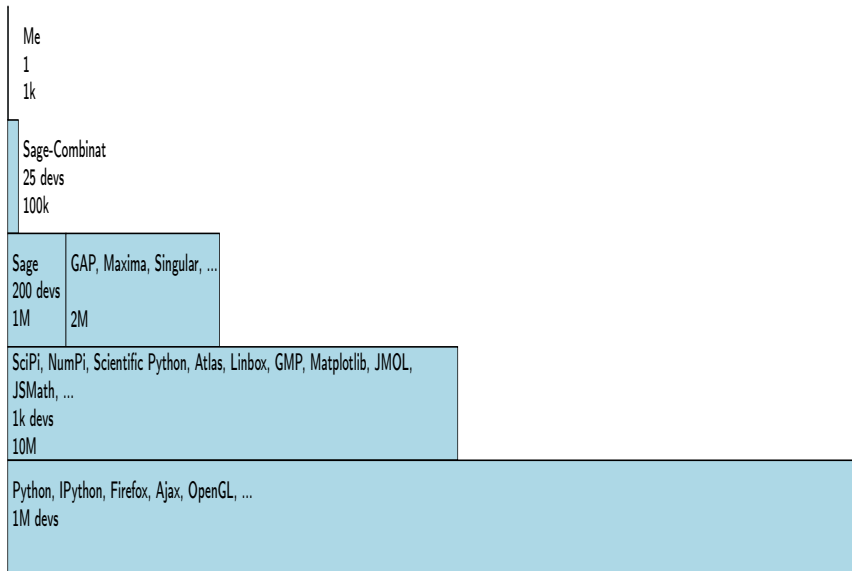 Me
1
1k
Sage-Combinat
25 devs
100k
Sage
200 devs
1M
GAP, Maxima, Singular, ...
2M
SciPi, NumPi, Scientific Python, Atlas, Linbox, GMP, Matplotlib, JMOL,
JSMath, ...
1k devs
10M
Python, IPython, Firefox, Ajax, OpenGL, ...
1M devs